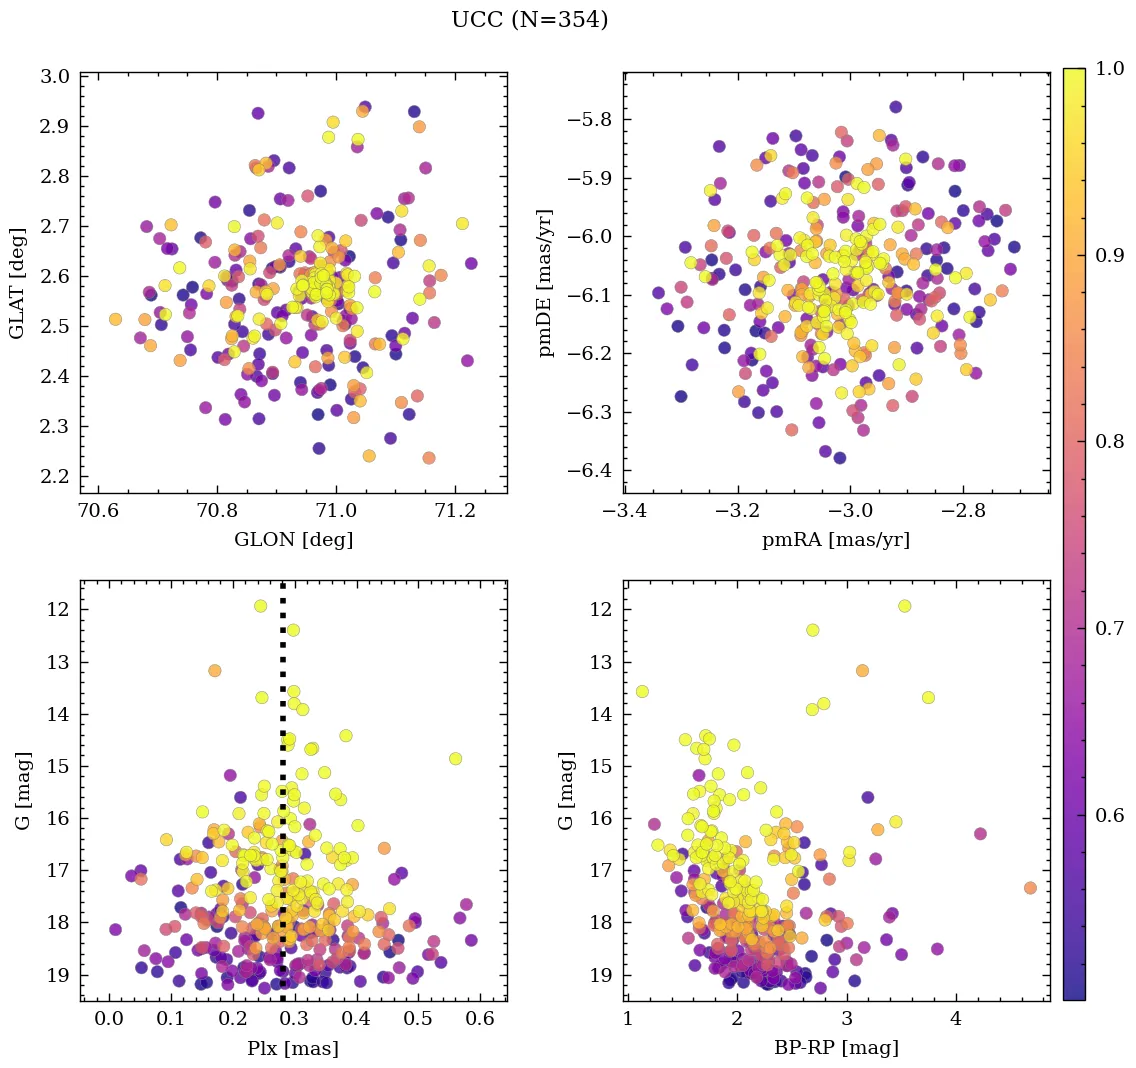 UCC (N=354)
3.0
2.9
2.8
2.7
2.6
2.5
2.4
2.3
2.2
GLAT [deg]
70.6 70.8 71.0 71.2
GLON [deg]
−5.8
−5.9
−6.0
−6.1
−6.2
−6.3
−6.4
pmDE [mas/yr]
−3.4 −3.2 −3.0 −2.8
pmRA [mas/yr]
1.0
0.9
0.8
0.7
0.6
12
13
14
15
16
17
18
19
G [mag]
0.0 0.1 0.2 0.3 0.4 0.5 0.6
Plx [mas]
12
13
14
15
16
17
18
19
G [mag]
1 2 3 4
BP-RP [mag]